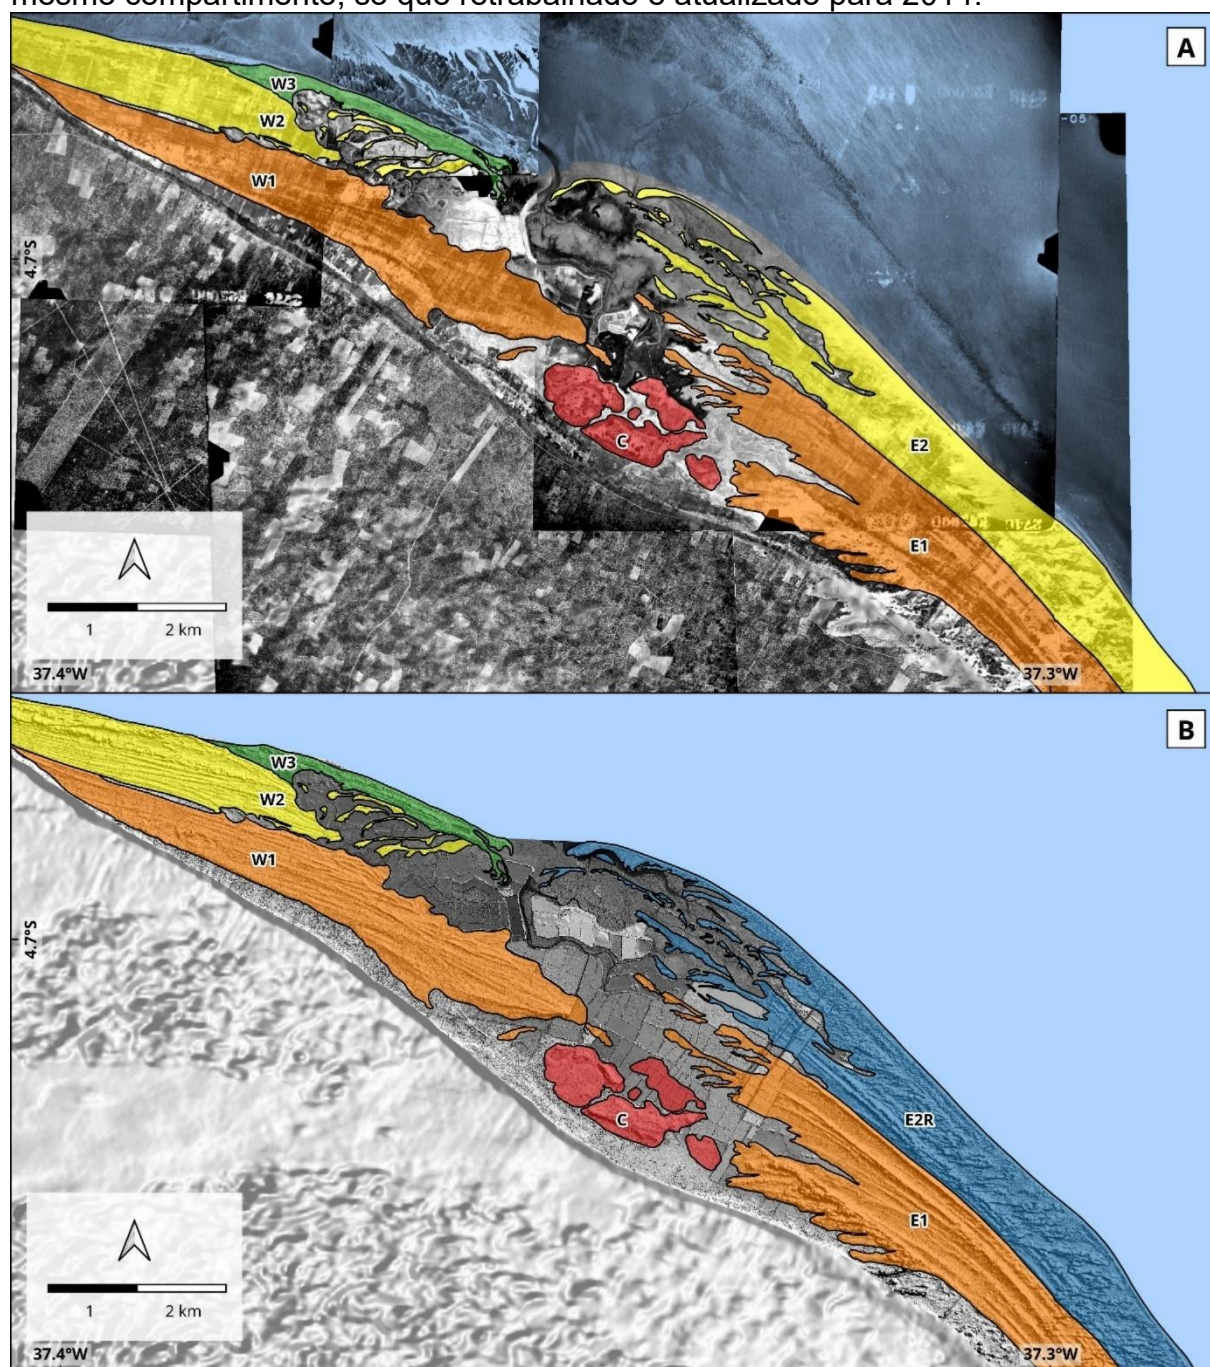 mesmo compartimento, só que retrabalhado e atualizado para 2011.
A
W3
W2
W1
4.7°S
C
E2
E1
1 2 km
37.4°W
37.3°W
B
W3
W2
W1
4.7°S
C
E2R
E1
1 2 km
37.4°W
37.3°W